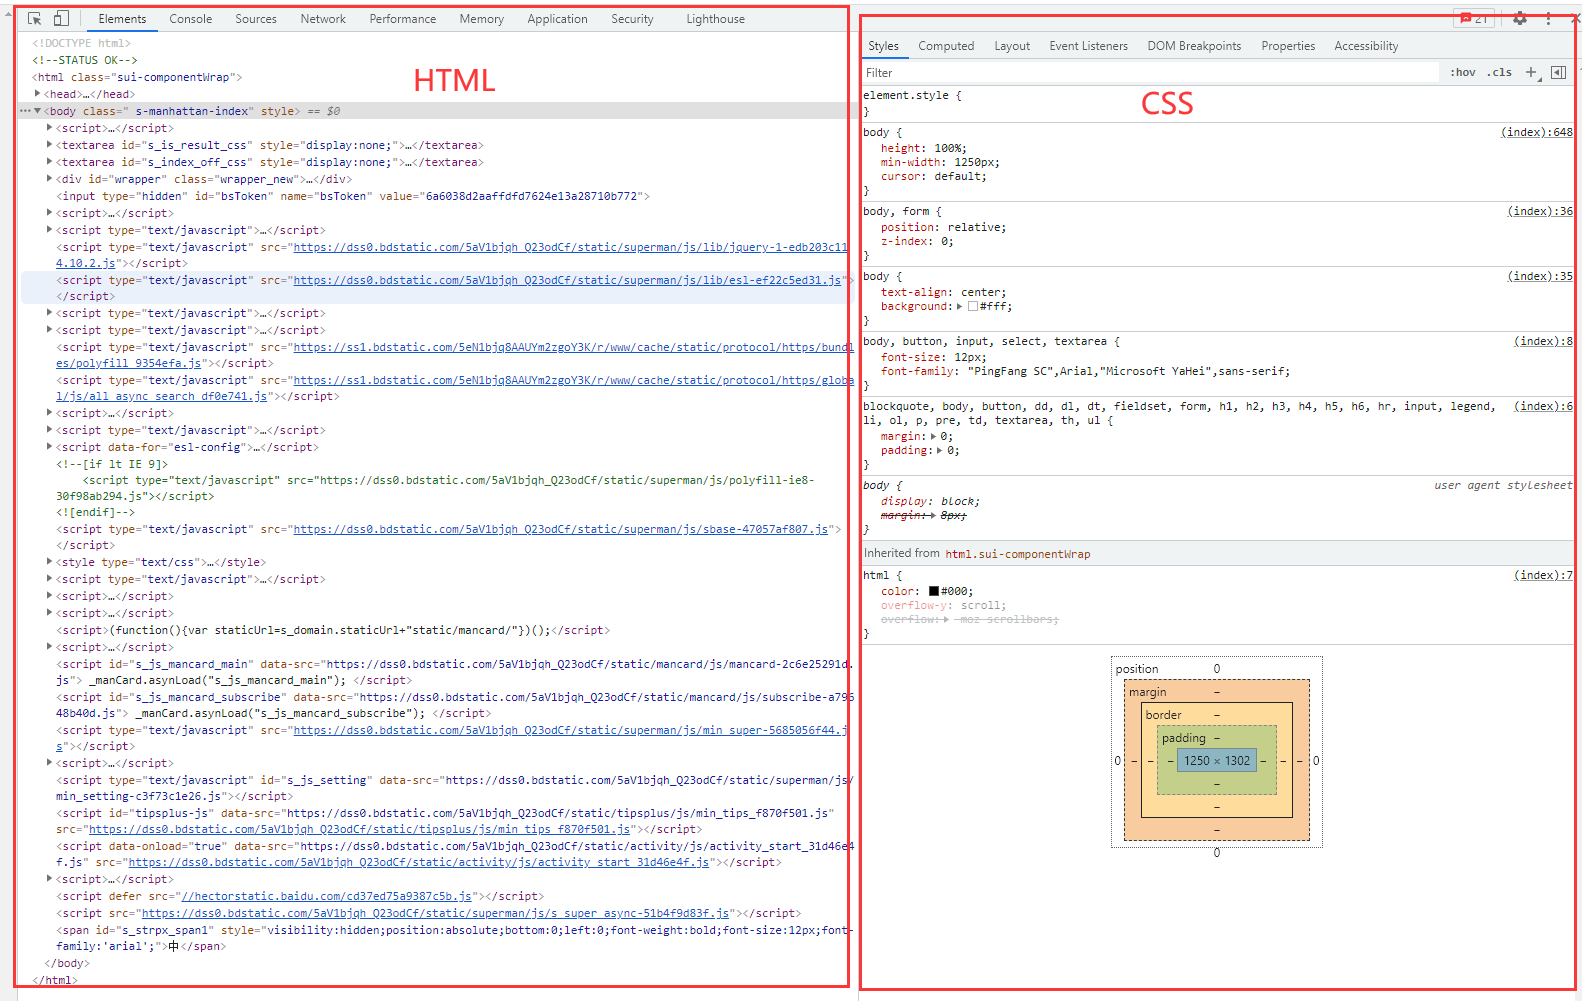 Elements Console Sources Network Performance Memory Application Security Lighthouse
<!DOCTYPE html>
<!--STATUS OK-->
<html class="sui-componentWrap">
<head>…</head>
<body class=" s-manhattan-index" style> == $0
<script>…</script>
<textarea id="s_is_result_css" style="display:none;">…</textarea>
<textarea id="s_index_off_css" style="display:none;">…</textarea>
<div id="wrapper" class="wrapper_new">…</div>
<input type="hidden" id="bsToken" name="bsToken" value="6a6038d2aaffdfd7624e13a28710b772">
<script>…</script>
<script type="text/javascript">…</script>
<script type="text/javascript" src="https://dss0.bdstatic.com/5aV1bjqh_Q23odCf/static/superman/js/lib/jquery-1-edb203c11
4.10.2.js"></script>
<script type="text/javascript" src="https://dss0.bdstatic.com/5aV1bjqh_Q23odCf/static/superman/js/lib/esl-ef22c5ed31.js">
</script>
<script type="text/javascript">…</script>
<script type="text/javascript">…</script>
<script type="text/javascript" src="https://ss1.bdstatic.com/5eN1bjq8AAUYm2zgoY3K/r/www/cache/static/protocol/https/bundl
es/polyfill_9354efa.js"></script>
<script type="text/javascript" src="https://ss1.bdstatic.com/5eN1bjq8AAUYm2zgoY3K/r/www/cache/static/protocol/https/globa
l/js/all_async_search_df0e741.js"></script>
<script>…</script>
<script type="text/javascript">…</script>
<script data-for="esl-config">…</script>
<!--[if lt IE 9]>
<script type="text/javascript" src="https://dss0.bdstatic.com/5aV1bjqh_Q23odCf/static/superman/js/polyfill-ie8-
30f98ab294.js"></script>
<![endif]-->
<script type="text/javascript" src="https://dss0.bdstatic.com/5aV1bjqh_Q23odCf/static/superman/js/sbase-47057af807.js">
</script>
<style type="text/css">…</style>
<script type="text/javascript">…</script>
<script>…</script>
<script>…</script>
<script>(function(){var staticUrl=s_domain.staticUrl+"static/mancard/"})();</script>
<script>…</script>
<script id="s_js_mancard_main" data-src="https://dss0.bdstatic.com/5aV1bjqh_Q23odCf/static/mancard/js/mancard-2c6e25291d.
js"> _manCard.asynLoad("s_js_mancard_main"); </script>
<script id="s_js_mancard_subscribe" data-src="https://dss0.bdstatic.com/5aV1bjqh_Q23odCf/static/mancard/js/subscribe-a796
48b40d.js"> _manCard.asynLoad("s_js_mancard_subscribe"); </script>
<script type="text/javascript" src="https://dss0.bdstatic.com/5aV1bjqh_Q23odCf/static/superman/js/min_super-5685056f44.j
s"></script>
<script>…</script>
<script type="text/javascript" id="s_js_setting" data-src="https://dss0.bdstatic.com/5aV1bjqh_Q23odCf/static/superman/js/
min_setting-c3f73c1e26.js"></script>
<script id="tipsplus-js" data-src="https://dss0.bdstatic.com/5aV1bjqh_Q23odCf/static/tipsplus/js/min_tips_f870f501.js"
src="https://dss0.bdstatic.com/5aV1bjqh_Q23odCf/static/tipsplus/js/min_tips_f870f501.js"></script>
<script data-onload="true" data-src="https://dss0.bdstatic.com/5aV1bjqh_Q23odCf/static/activity/js/activity_start_31d46e4
f.js" src="https://dss0.bdstatic.com/5aV1bjqh_Q23odCf/static/activity/js/activity_start_31d46e4f.js"></script>
<script>…</script>
<script defer src="//hectorstatic.baidu.com/cd37ed75a9387c5b.js"></script>
<script src="https://dss0.bdstatic.com/5aV1bjqh_Q23odCf/static/superman/js/s_super_async-51b4f9d83f.js"></script>
<span id="s_strpx_span1" style="visibility:hidden;position:absolute;bottom:0;left:0;font-weight:bold;font-size:12px;font-
family:'arial';">中</span>
</body>
</html>
HTML
21
Styles Computed Layout Event Listeners DOM Breakpoints Properties Accessibility
Filter :hov .cls +
CSS
element.style {
}
body { (index):648
height: 100%;
min-width: 1250px;
cursor: default;
}
body, form { (index):36
position: relative;
z-index: 0;
}
body { (index):35
text-align: center;
background: #fff;
}
body, button, input, select, textarea { (index):8
font-size: 12px;
font-family: "PingFang SC",Arial,"Microsoft YaHei",sans-serif;
}
blockquote, body, button, dd, dl, dt, fieldset, form, h1, h2, h3, h4, h5, h6, hr, input, legend, (index):6
li, ol, p, pre, td, textarea, th, ul {
margin: 0;
padding: 0;
}
body { user agent stylesheet
display: block;
margin: 8px;
}
Inherited from html.sui-componentWrap
html { (index):7
color: #000;
overflow-y: scroll;
overflow: -moz-scrollbars;
}
position 0
margin –
border –
padding –
0 – – – 1250 × 1302 – – – 0
–
–
–
0